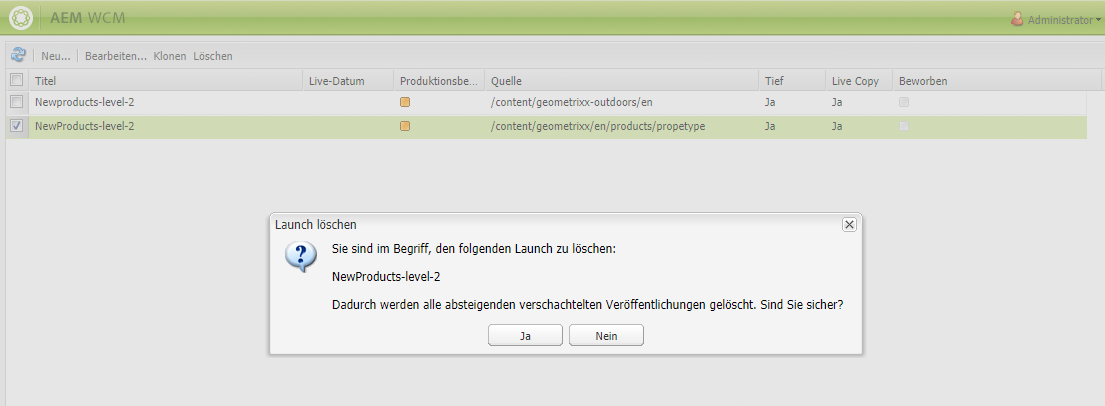 AEM WCM
Administrator
Neu... Bearbeiten... Klonen Löschen
Titel Live-Datum Produktionsbe... Quelle Tief Live Copy Beworben
Newproducts-level-2 /content/geometrixx-outdoors/en Ja Ja
NewProducts-level-2 /content/geometrixx/en/products/propetype Ja Ja
Launch löschen
Sie sind im Begriff, den folgenden Launch zu löschen:
NewProducts-level-2
Dadurch werden alle absteigenden verschachtelten Veröffentlichungen gelöscht. Sind Sie sicher?
Ja Nein